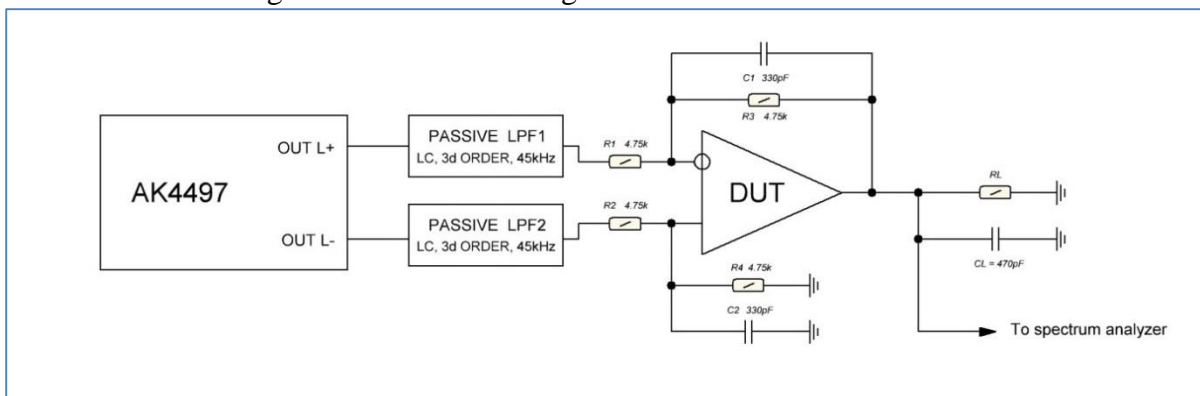 AK4497
OUT L+
OUT L-
PASSIVE LPF1
LC, 3d ORDER, 45kHz
PASSIVE LPF2
LC, 3d ORDER, 45kHz
R1 4.75k
R2 4.75k
C1 330pF
R3 4.75k
DUT
R4 4.75k
C2 330pF
RL
CL = 470pF
To spectrum analyzer